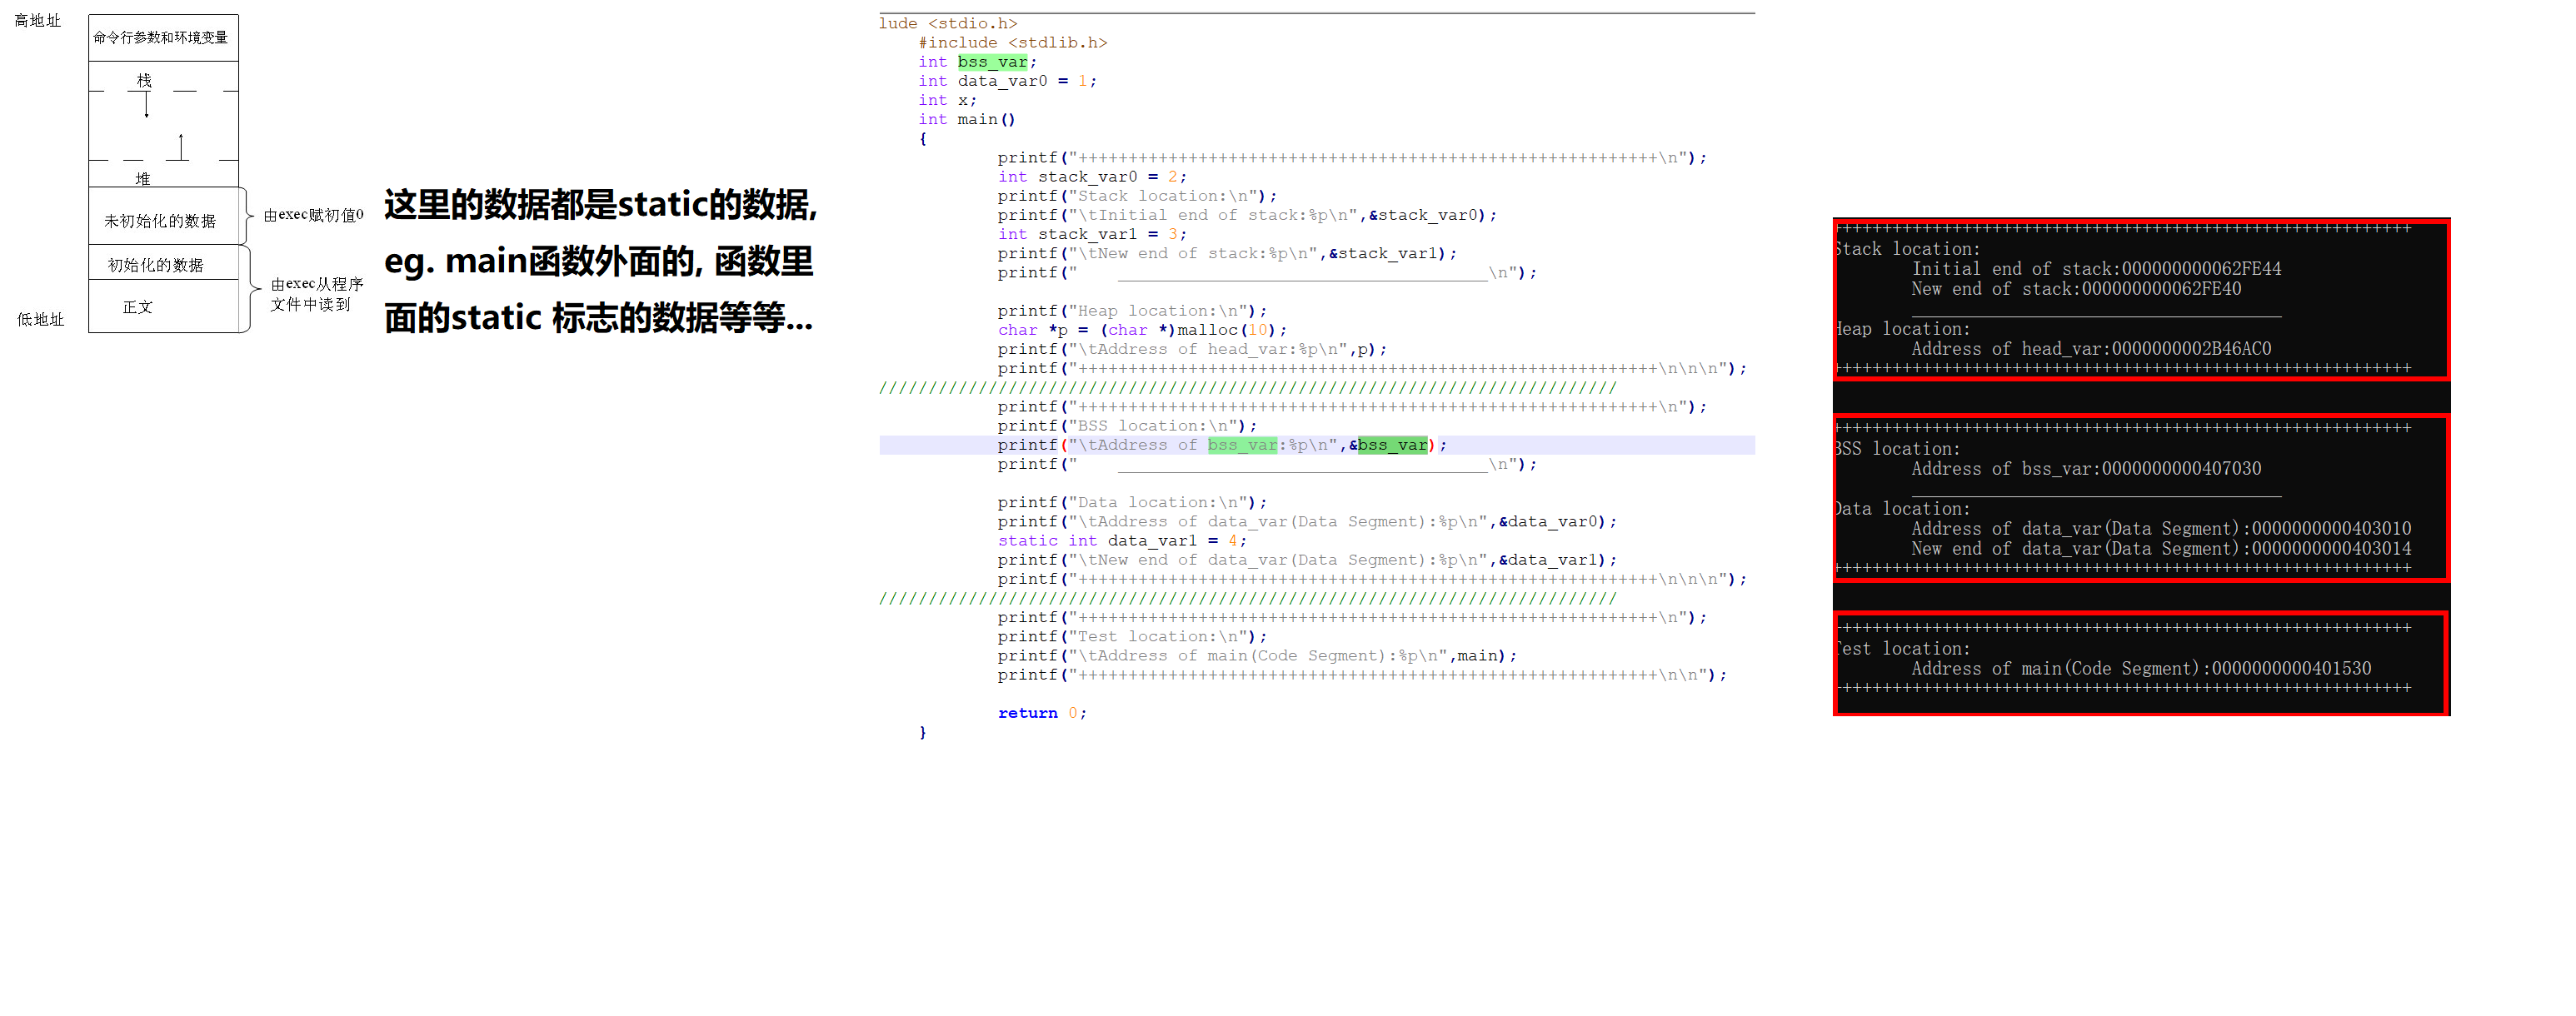 高地址
命令行参数和环境变量
栈
堆
未初始化的数据
由exec赋初值0
初始化的数据
正文
由exec从程序
文件中读到
低地址
这里的数据都是static的数据,
eg. main函数外面的, 函数里
面的static 标志的数据等等...
lude <stdio.h>
#include <stdlib.h>
int bss_var;
int data_var0 = 1;
int x;
int main()
{
printf("++++++++++++++++++++++++++++++++++++++++++++++++++++++++++\n");
int stack_var0 = 2;
printf("Stack location:\n");
printf("\tInitial end of stack:%p\n",&stack_var0);
int stack_var1 = 3;
printf("\tNew end of stack:%p\n",&stack_var1);
printf("    _____________________________________\n");
printf("Heap location:\n");
char *p = (char *)malloc(10);
printf("\tAddress of head_var:%p\n",p);
printf("++++++++++++++++++++++++++++++++++++++++++++++++++++++++++\n\n\n");
//////////////////////////////////////////////////////////////////////////
printf("++++++++++++++++++++++++++++++++++++++++++++++++++++++++++\n");
printf("BSS location:\n");
printf("\tAddress of bss_var:%p\n",&bss_var);
printf("    _____________________________________\n");
printf("Data location:\n");
printf("\tAddress of data_var(Data Segment):%p\n",&data_var0);
static int data_var1 = 4;
printf("\tNew end of data_var(Data Segment):%p\n",&data_var1);
printf("++++++++++++++++++++++++++++++++++++++++++++++++++++++++++\n\n\n");
//////////////////////////////////////////////////////////////////////////
printf("++++++++++++++++++++++++++++++++++++++++++++++++++++++++++\n");
printf("Test location:\n");
printf("\tAddress of main(Code Segment):%p\n",main);
printf("++++++++++++++++++++++++++++++++++++++++++++++++++++++++++\n\n");
return 0;
}
++++++++++++++++++++++++++++++++++++++++++++++++++++++++++
Stack location:
Initial end of stack:000000000062FE44
New end of stack:000000000062FE40
_____________________________________
Heap location:
Address of head_var:0000000002B46AC0
++++++++++++++++++++++++++++++++++++++++++++++++++++++++++
++++++++++++++++++++++++++++++++++++++++++++++++++++++++++
BSS location:
Address of bss_var:0000000000407030
_____________________________________
Data location:
Address of data_var(Data Segment):0000000000403010
New end of data_var(Data Segment):0000000000403014
++++++++++++++++++++++++++++++++++++++++++++++++++++++++++
++++++++++++++++++++++++++++++++++++++++++++++++++++++++++
Test location:
Address of main(Code Segment):0000000000401530
++++++++++++++++++++++++++++++++++++++++++++++++++++++++++